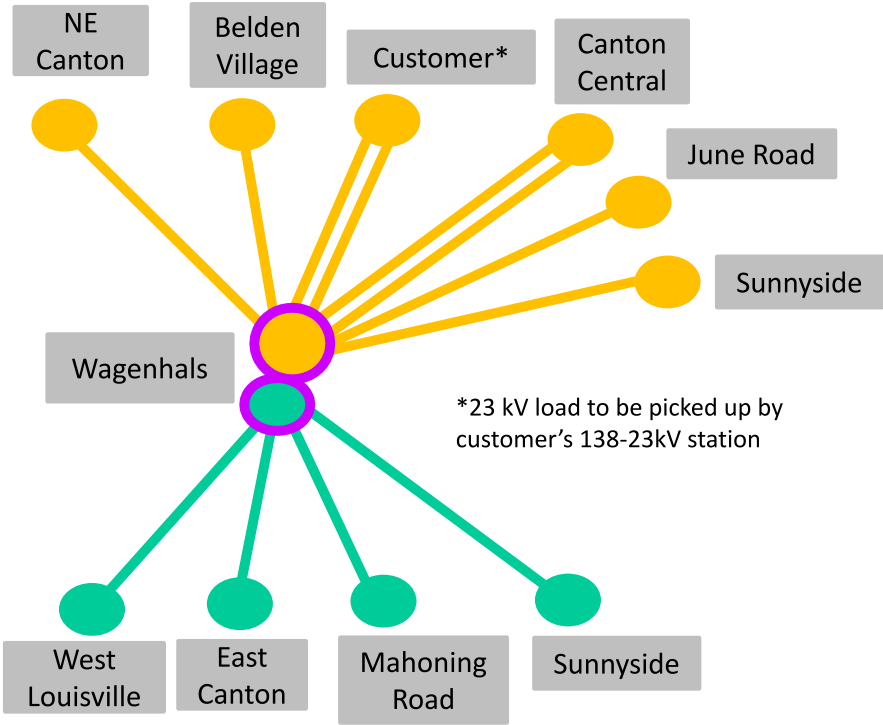 NE
Canton
Belden
Village
Customer*
Canton
Central
June Road
Sunnyside
Wagenhals
*23 kV load to be picked up by
customer’s 138-23kV station
West
Louisville
East
Canton
Mahoning
Road
Sunnyside